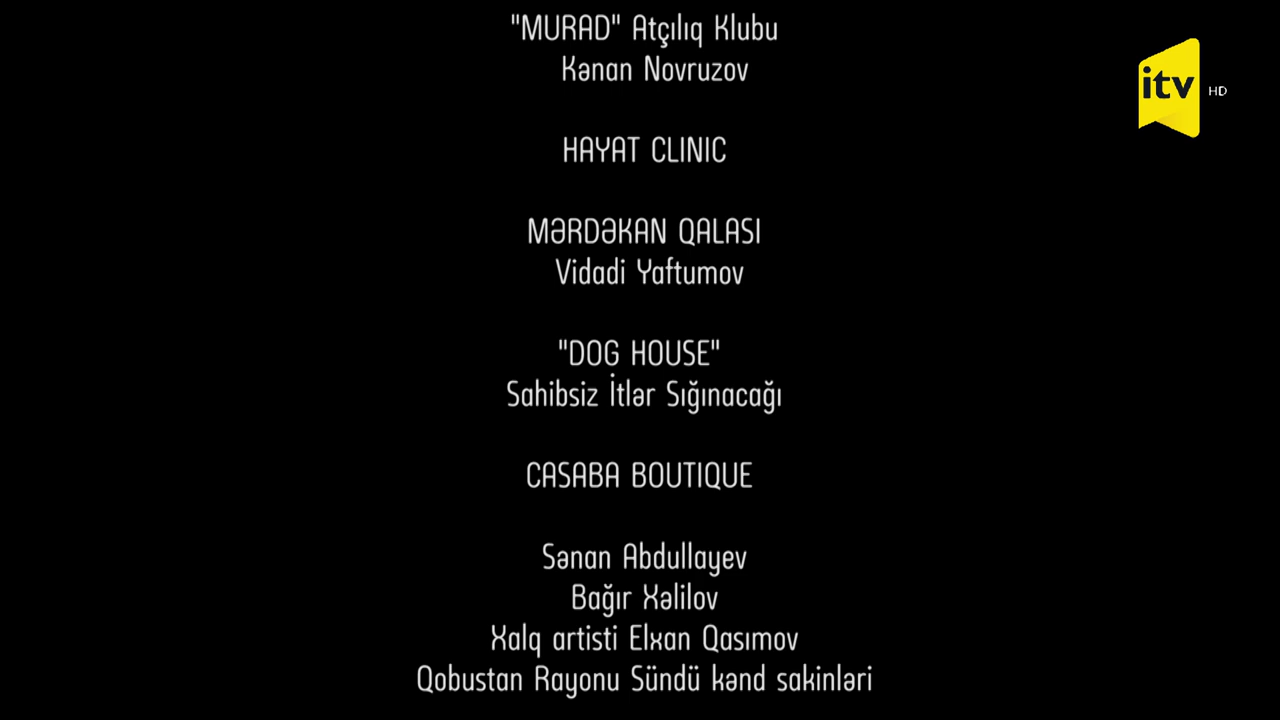 "MURAD" Atçılıq Klubu
Kənan Novruzov
itv HD
HAYAT CLINIC
MƏRDƏKAN QALASI
Vidadi Yaftumov
"DOG HOUSE"
Sahibsiz İtlər Sığınacağı
CASABA BOUTIQUE
Sənan Abdullayev
Bağır Xəlilov
Xalq artisti Elxan Qasımov
Qobustan Rayonu Sündü kənd sakinləri